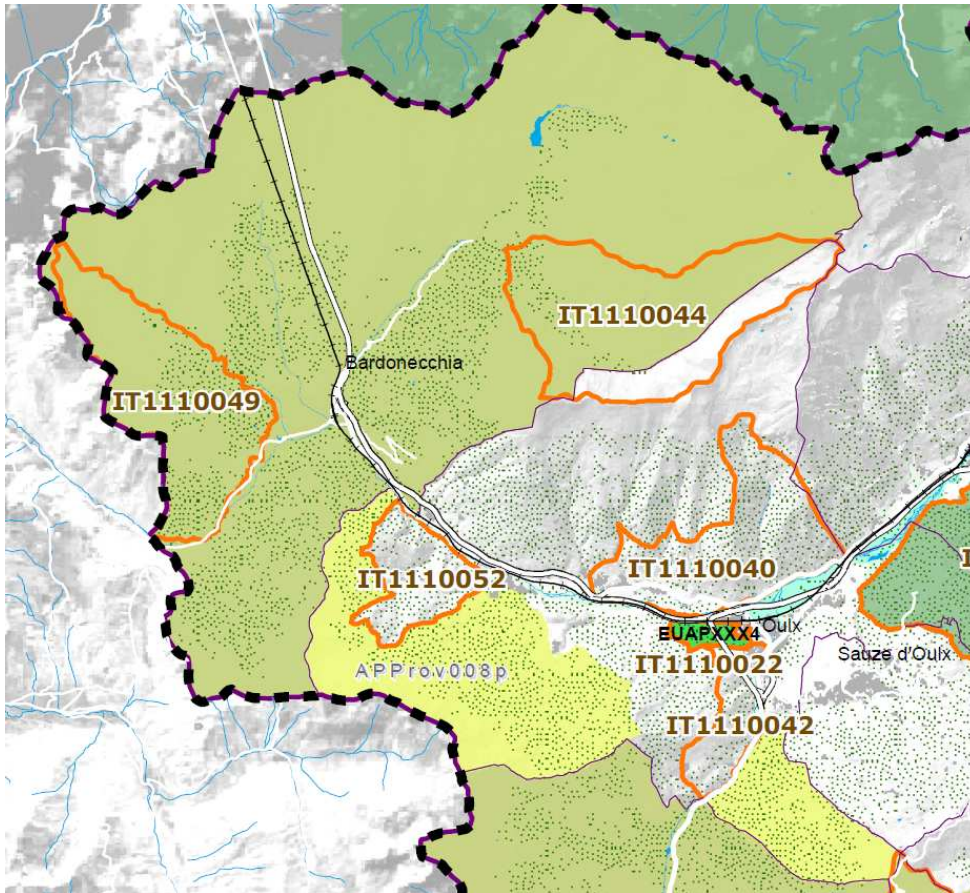 IT1110044
Bardonecchia
IT1110049
IT1110052
IT1110040
EUAPXXX4
Oulx
Sauze d'Oulx
IT1110022
APProv008p
IT1110042